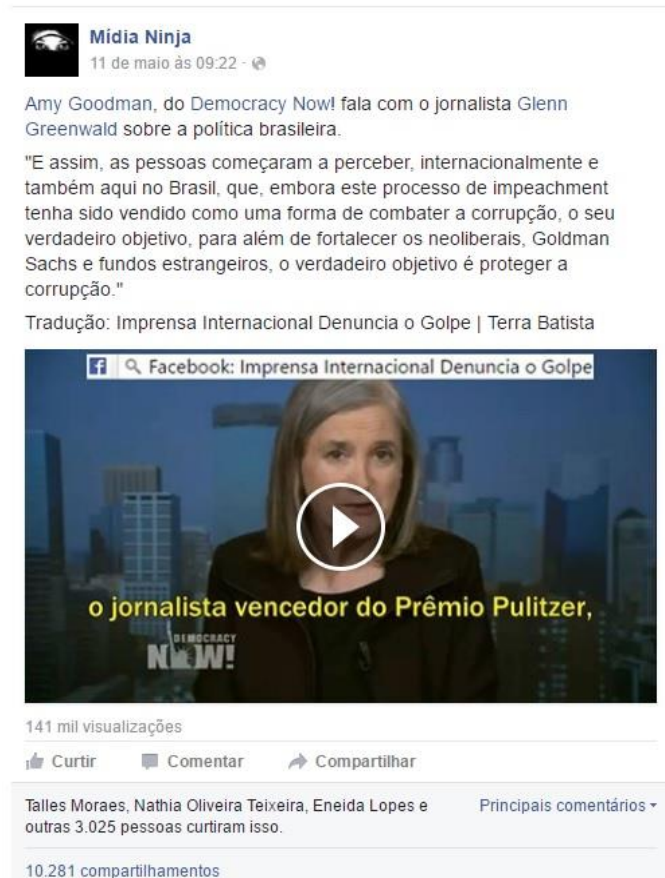 Mídia Ninja
11 de maio às 09:22 ·
Amy Goodman, do Democracy Now! fala com o jornalista Glenn
Greenwald sobre a política brasileira.
"E assim, as pessoas começaram a perceber, internacionalmente e
também aqui no Brasil, que, embora este processo de impeachment
tenha sido vendido como uma forma de combater a corrupção, o seu
verdadeiro objetivo, para além de fortalecer os neoliberais, Goldman
Sachs e fundos estrangeiros, o verdadeiro objetivo é proteger a
corrupção."
Tradução: Imprensa Internacional Denuncia o Golpe | Terra Batista
f Facebook: Imprensa Internacional Denuncia o Golpe
o jornalista vencedor do Prêmio Pulitzer,
DEMOCRACY
NOW!
141 mil visualizações
Curtir Comentar Compartilhar
Talles Moraes, Nathia Oliveira Teixeira, Eneida Lopes e Principais comentários
outras 3.025 pessoas curtiram isso.
10.281 compartilhamentos